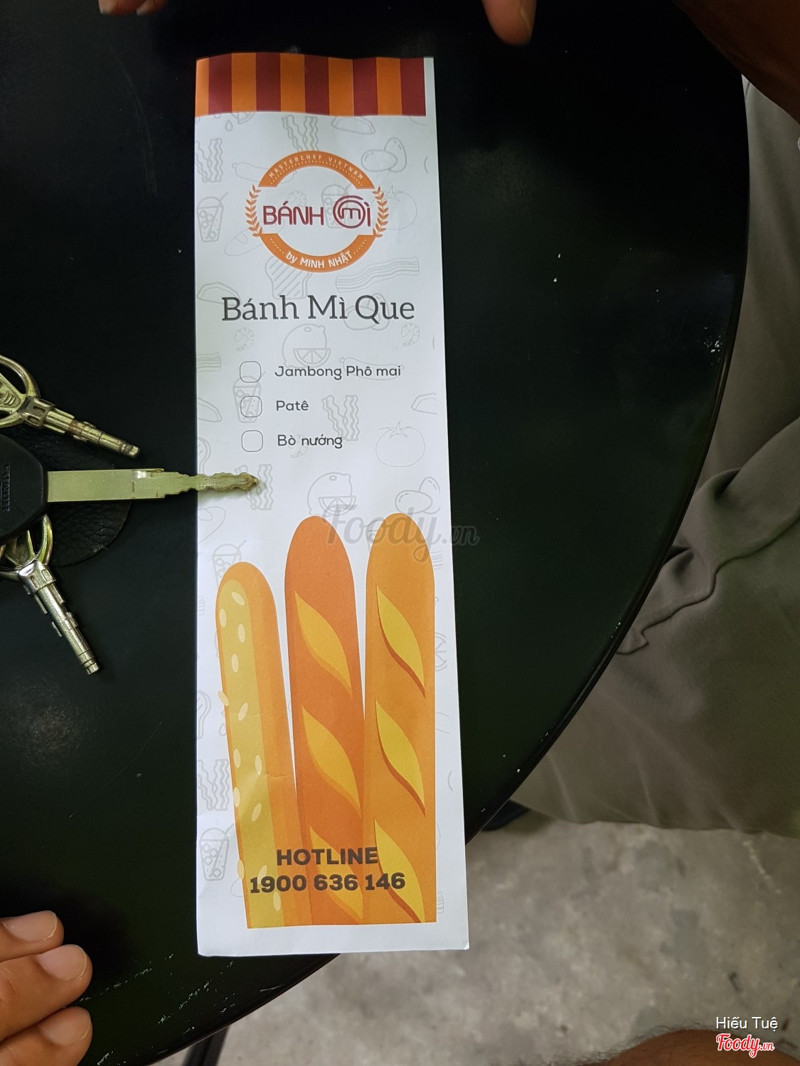 MASTERCHEF VIETNAM
BÁNH mì
by MINH NHẬT
Bánh Mì Que
Jambong Phô mai
Patê
Bò nướng
Foody.vn
HOTLINE
1900 636 146
Hiếu Tuệ
Foody.vn